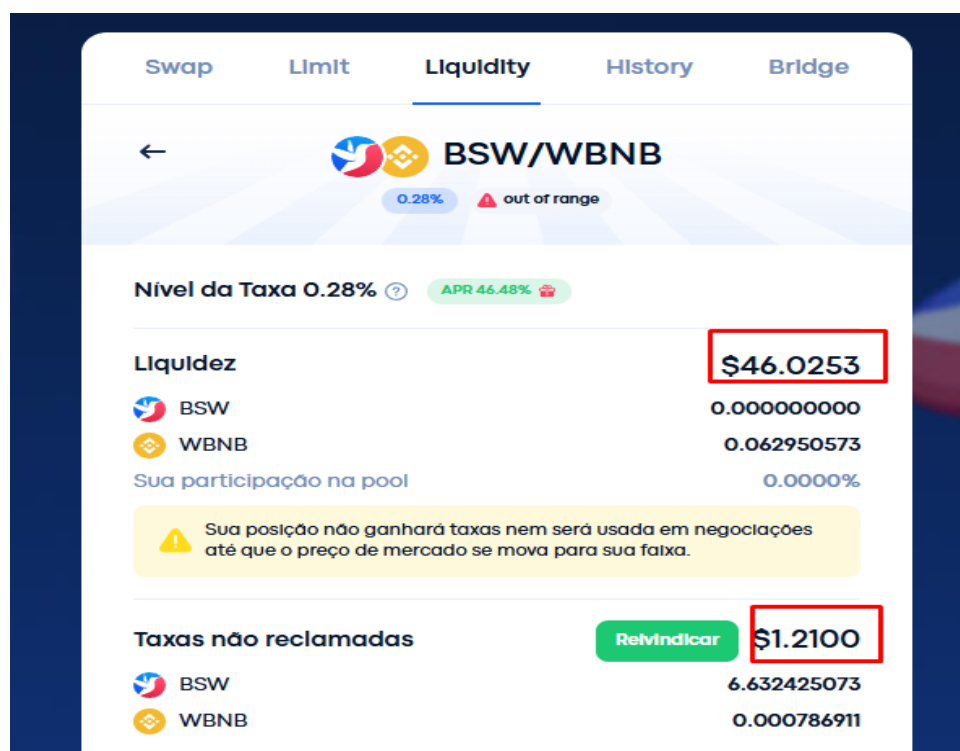 Swap Limit Liquidity History Bridge
← BSW/WBNB
0.28% out of range
Nível da Taxa 0.28% ? APR 46.48%
Liquidez $46.0253
BSW 0.000000000
WBNB 0.062950573
Sua participação na pool 0.0000%
Sua posição não ganhará taxas nem será usada em negociações
até que o preço de mercado se mova para sua faixa.
Taxas não reclamadas Reivindicar $1.2100
BSW 6.632425073
WBNB 0.000786911